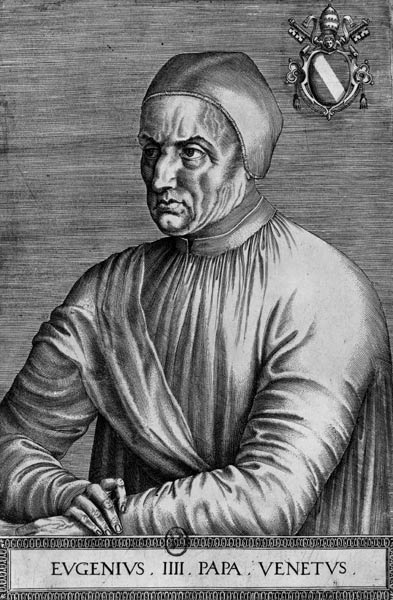 EVGENIVS . IIII . PAPA . VENETVS .